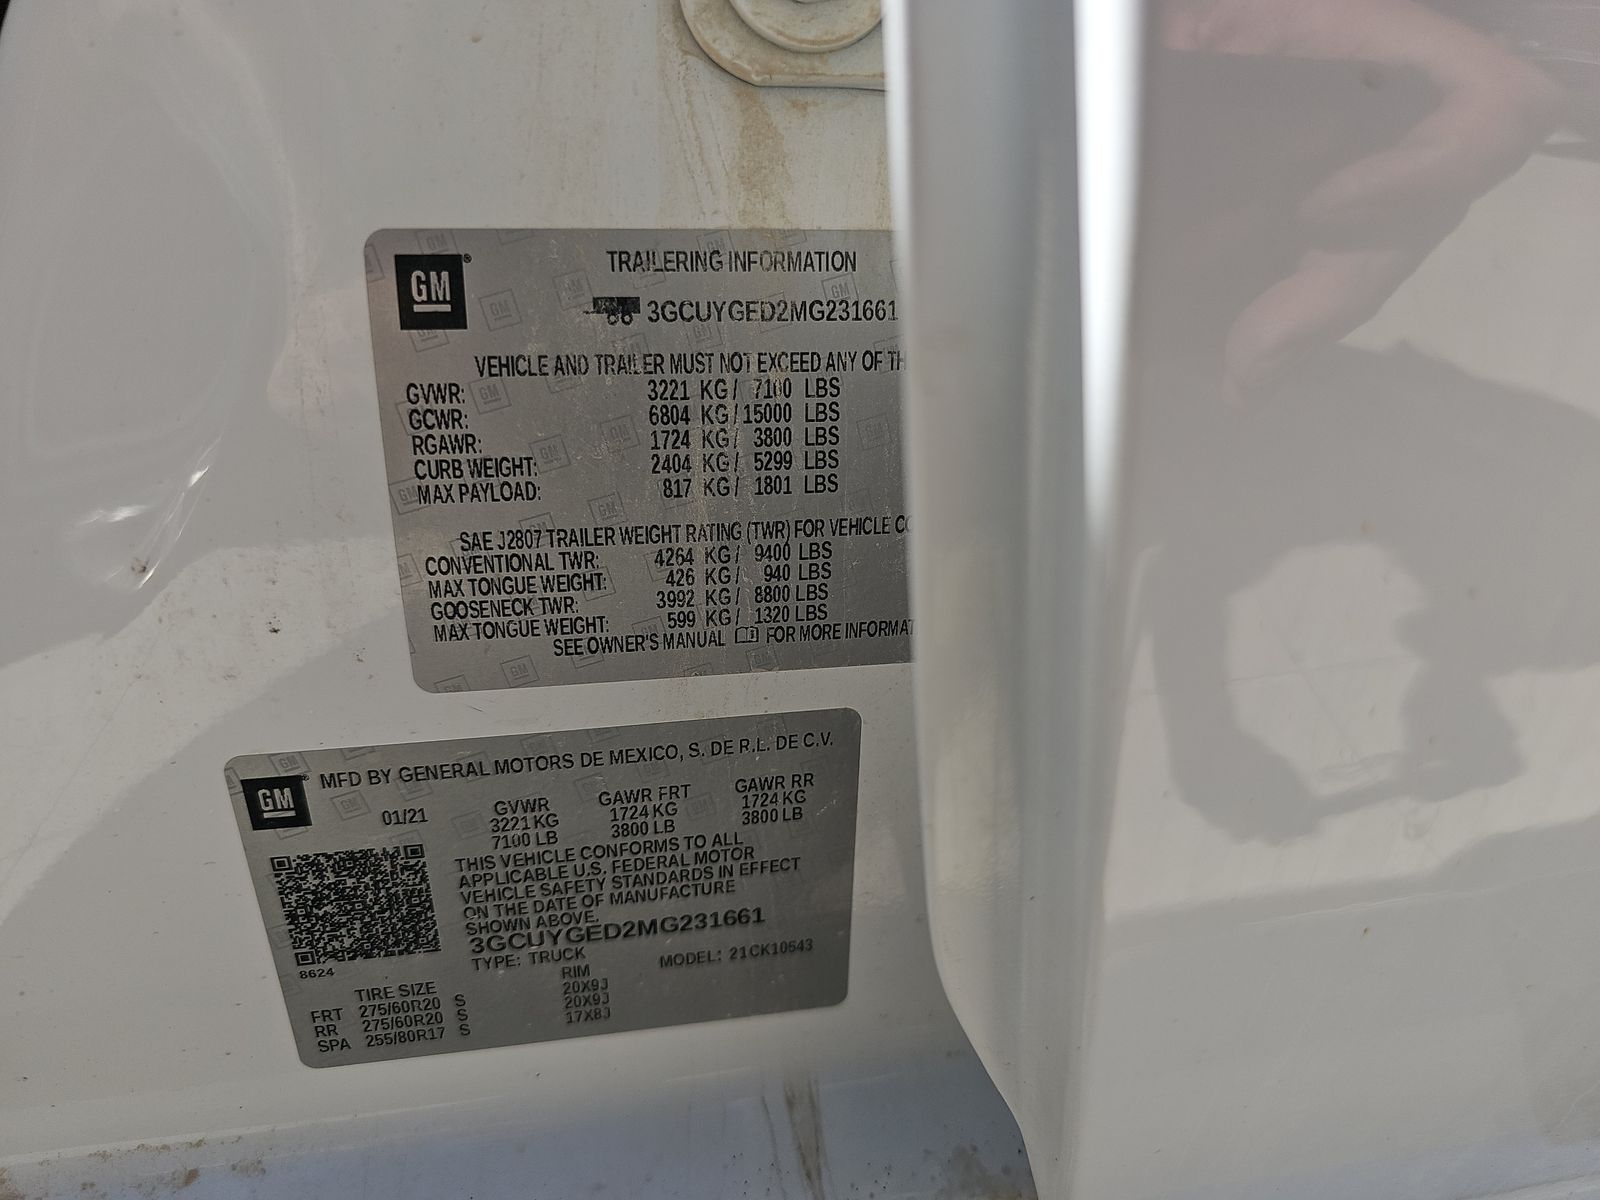 GM
TRAILERING INFORMATION
3GCUYGED2MG231661
VEHICLE AND TRAILER MUST NOT EXCEED ANY OF
GVWR: 3221 KG/ 7100 LBS
GCWR: 6804 KG/15000 LBS
RGAWR: 1724 KG/ 3800 LBS
CURB WEIGHT: 2404 KG/ 5299 LBS
MAX PAYLOAD: 817 KG/ 1801 LBS
SAE J2807 TRAILER WEIGHT RATING (TWR) FOR VEHICLE
CONVENTIONAL TWR: 4264 KG/ 9400 LBS
MAX TONGUE WEIGHT: 426 KG/ 940 LBS
GOOSENECK TWR: 3992 KG/ 8800 LBS
MAX TONGUE WEIGHT: 599 KG/ 1320 LBS
SEE OWNER'S MANUAL FOR MORE
GM MFD BY GENERAL MOTORS DE MEXICO, S. DE R.L. DE C.V.
01/21 GVWR GAWR FRT GAWR RR
3221 KG 1724 KG 1724 KG
7100 LB 3800 LB 3800 LB
THIS VEHICLE CONFORMS TO ALL
APPLICABLE U.S. FEDERAL MOTOR
VEHICLE SAFETY STANDARDS IN EFFECT
ON THE DATE OF MANUFACTURE
SHOWN ABOVE.
3GCUYGED2MG231661
8624 TYPE: TRUCK MODEL: 21CK10543
TIRE SIZE RIM
FRT 275/60R20 S 20X9J
RR 275/60R20 S 20X9J
SPA 255/80R17 S 17X8J